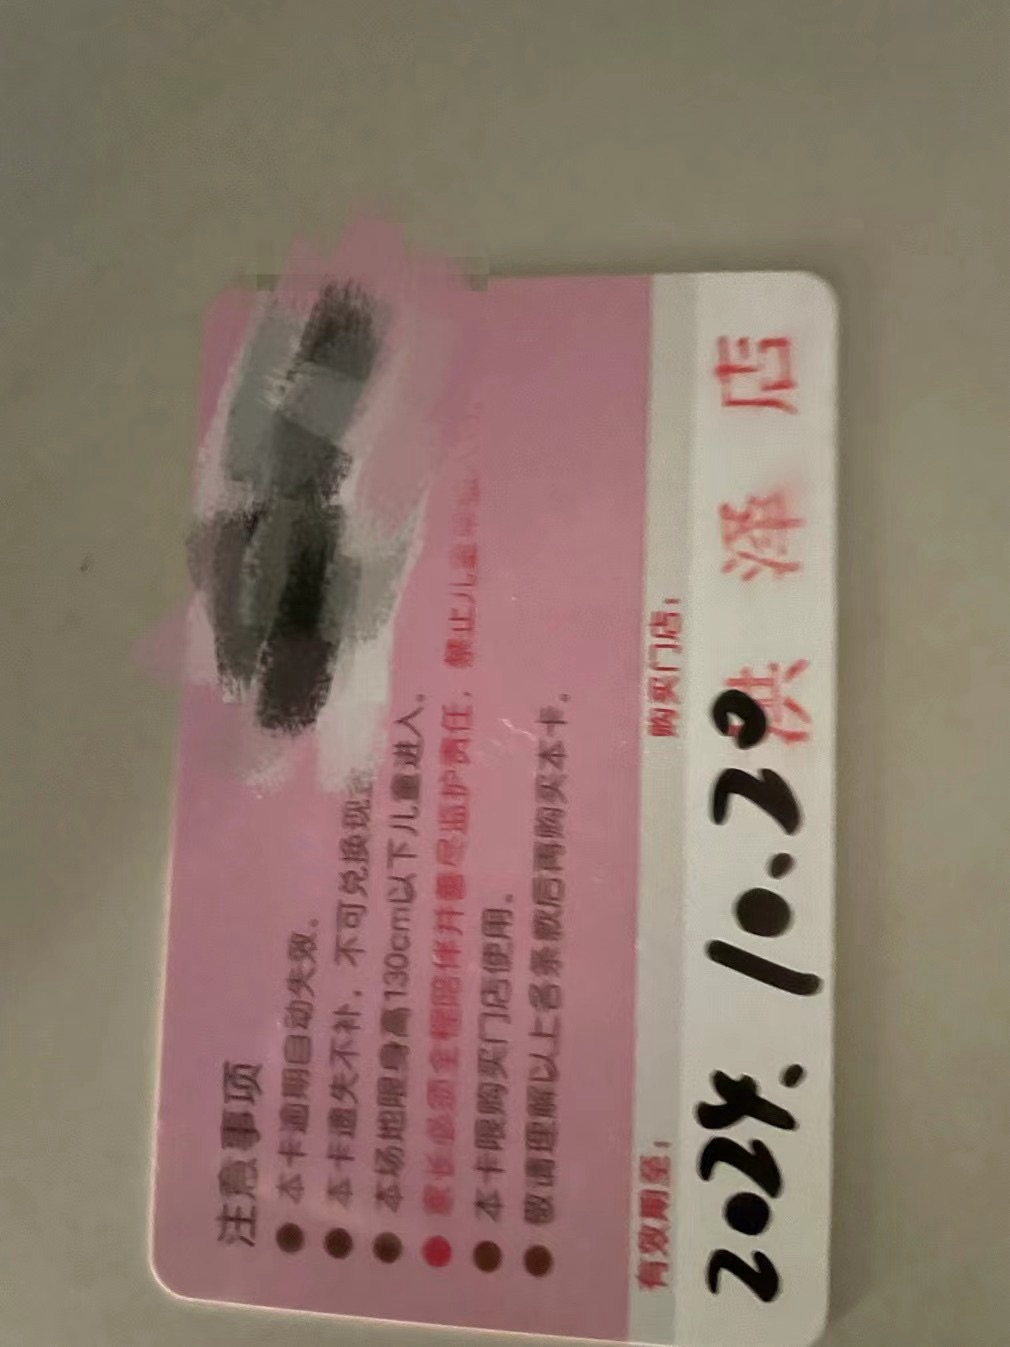 注意事项
本卡逾期自动失效。
本卡遗失不补，不可兑换现
本场地限身高130cm以下儿童进入。
家长必须全程陪伴并善尽监护责任，禁止儿童单独入
本卡限购买门店使用。
敬请理解以上各条款后再购买本卡。
有效期至： 购买门店：
2024.10.20 洪泽店